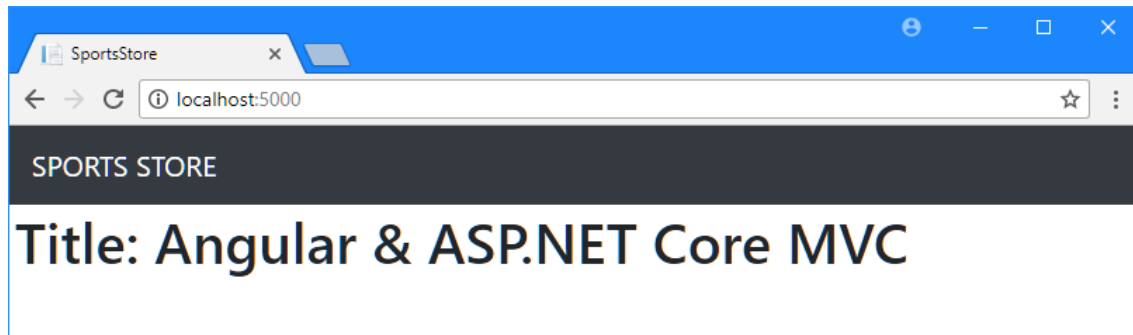 SportsStore
localhost:5000
SPORTS STORE
Title: Angular & ASP.NET Core MVC